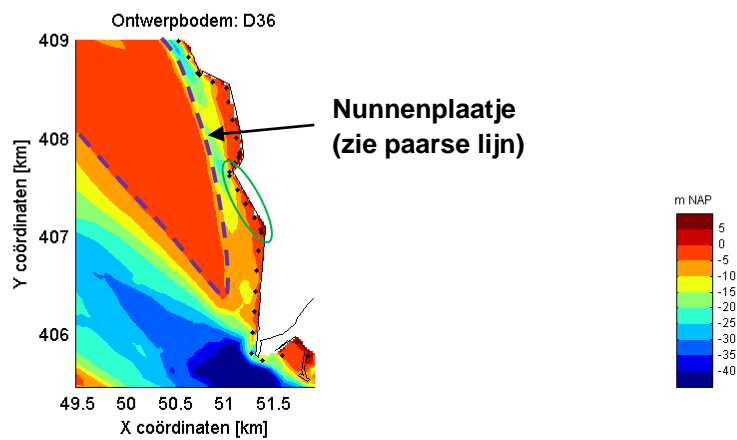 Ontwerpbodem: D36
409
408
407
406
Y coördinaten [km]
49.5 50 50.5 51 51.5
X coördinaten [km]
Nunnenplaatje
(zie paarse lijn)
m NAP
5
0
-5
-10
-15
-20
-25
-30
-35
-40